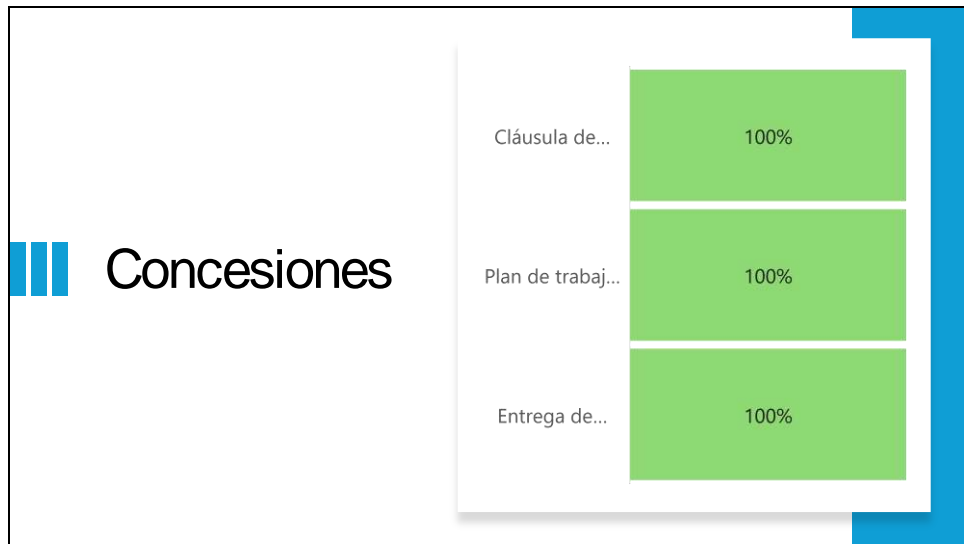 Concesiones
Cláusula de...
100%
Plan de trabaj...
100%
Entrega de...
100%